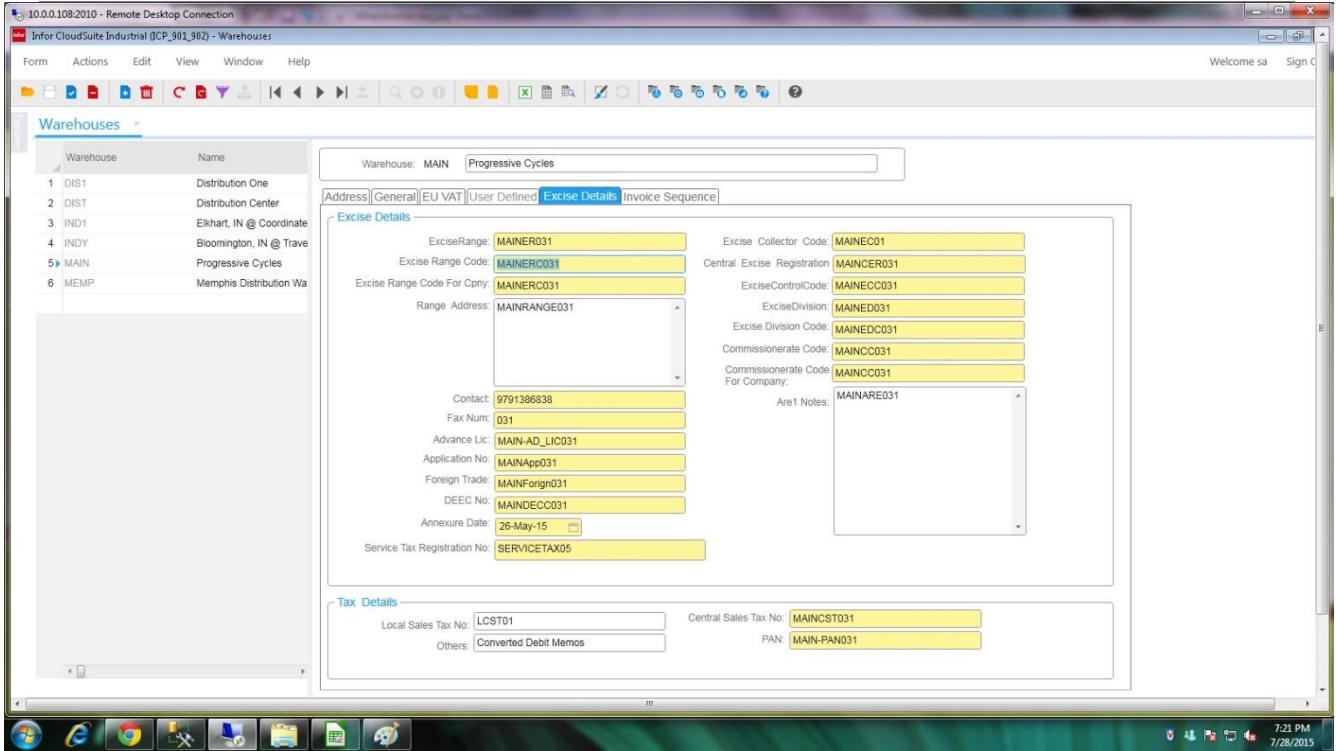 10.0.0.108:2010 - Remote Desktop Connection
infor Infor CloudSuite Industrial (ICP_901_902) - Warehouses
Form Actions Edit View Window Help Welcome sa Sign
Warehouses ×
Explorer
Warehouse Name
1 DIS1 Distribution One
2 DIST Distribution Center
3 IND1 Elkhart, IN @ Coordinate
4 INDY Bloomington, IN @ Trave
5 MAIN Progressive Cycles
6 MEMP Memphis Distribution Wa
Warehouse: MAIN Progressive Cycles
Address General EU VAT User Defined Excise Details Invoice Sequence
Excise Details
ExciseRange: MAINER031
Excise Range Code: MAINERC031
Excise Range Code For Cpny: MAINERC031
Range Address: MAINRANGE031
Contact: 9791386838
Fax Num: 031
Advance Lic: MAIN-AD_LIC031
Application No: MAINApp031
Foreign Trade: MAINForign031
DEEC No: MAINDECC031
Annexure Date: 26-May-15
Service Tax Registration No: SERVICETAX05
Excise Collector Code: MAINEC01
Central Excise Registration MAINCER031
ExciseControlCode: MAINECC031
ExciseDivision: MAINED031
Excise Division Code: MAINEDC031
Commissionerate Code: MAINCC031
Commissionerate Code
For Company: MAINCC031
Are1 Notes: MAINARE031
Tax Details
Local Sales Tax No: LCST01
Others: Converted Debit Memos
Central Sales Tax No: MAINCST031
PAN: MAIN-PAN031
7:21 PM
7/28/2015